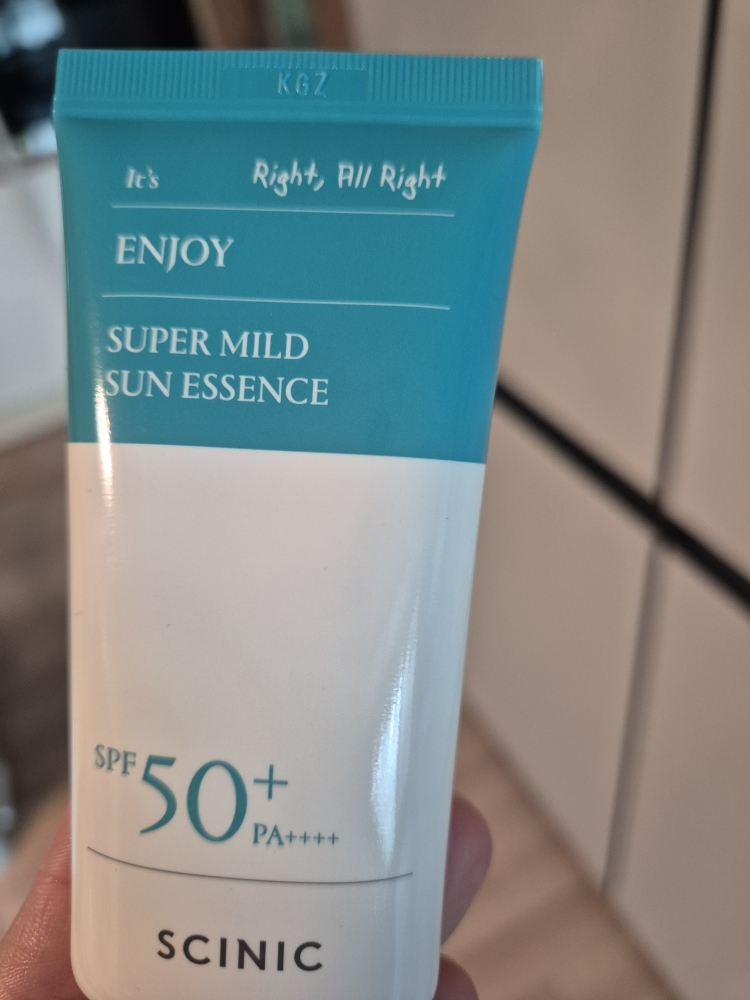 KGZ
It's Right, All Right
ENJOY
SUPER MILD
SUN ESSENCE
SPF 50+
PA++++
SCINIC